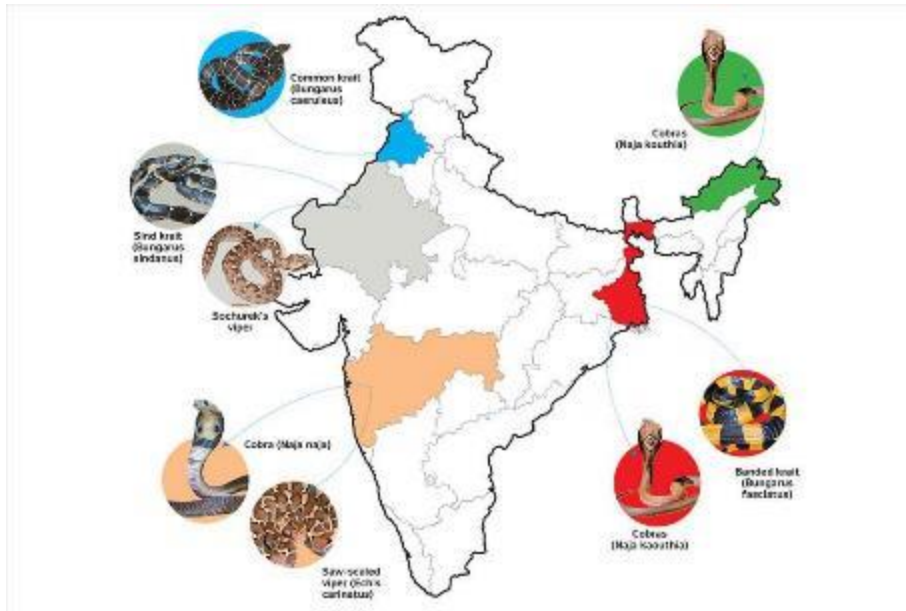 Common krait
(Bungarus
caeruleus)
Cobras
(Naja kouthia)
Sind krait
(Bungarus
sindanus)
Sochurek's
viper
Cobra (Naja naja)
Banded krait
(Bungarus
fasciatus)
Cobras
(Naja kaouthia)
Saw-scaled
viper (Echis
carinatus)